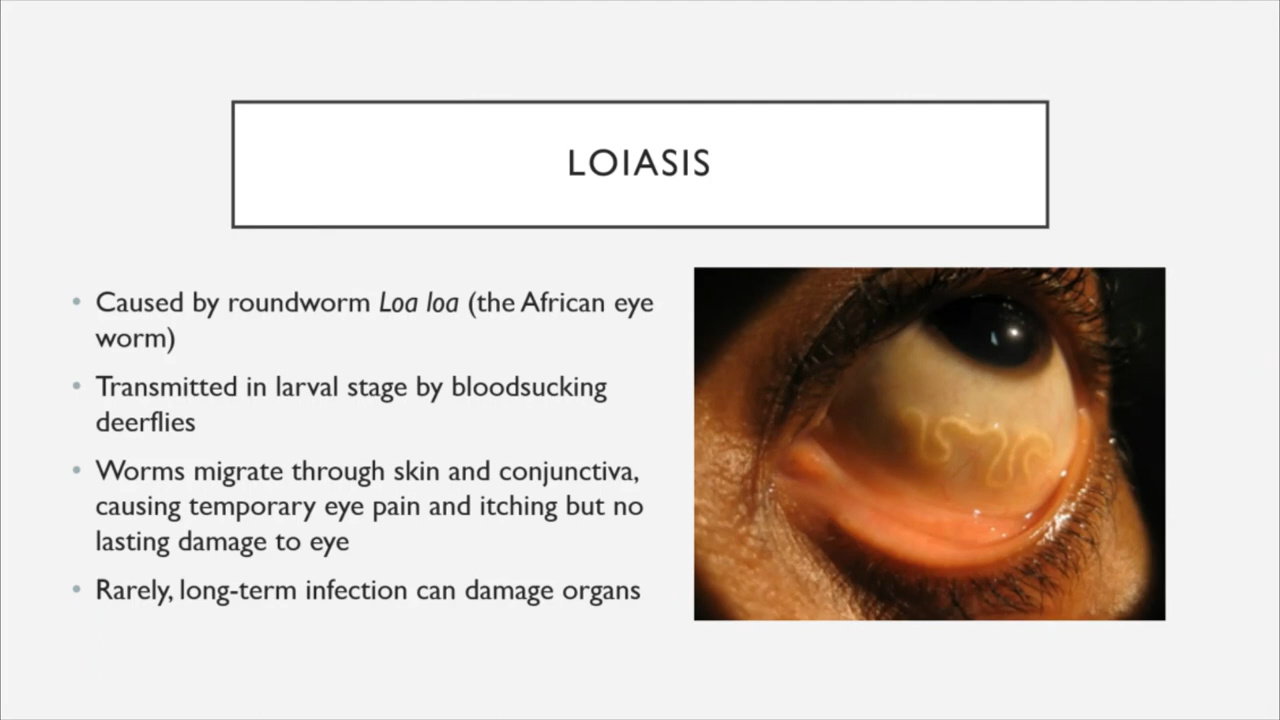 LOIASIS
• Caused by roundworm Loa loa (the African eye
worm)
• Transmitted in larval stage by bloodsucking
deerflies
• Worms migrate through skin and conjunctiva,
causing temporary eye pain and itching but no
lasting damage to eye
• Rarely, long-term infection can damage organs